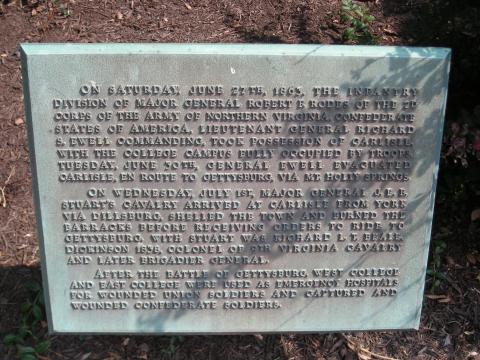 ON SATURDAY, JUNE 27TH, 1863, THE INFANTRY
DIVISION OF MAJOR GENERAL ROBERT E RODES OF THE 2D
CORPS OF THE ARMY OF NORTHERN VIRGINIA, CONFEDERATE
STATES OF AMERICA, LIEUTENANT GENERAL RICHARD
S. EWELL COMMANDING, TOOK POSSESSION OF CARLISLE,
WITH THE COLLEGE CAMPUS FULLY OCCUPIED BY TROOPS.
TUESDAY, JUNE 30TH, GENERAL EWELL EVACUATED
CARLISLE, EN ROUTE TO GETTYSBURG, VIA MT. HOLLY SPRINGS.
ON WEDNESDAY, JULY 1ST, MAJOR GENERAL J. E. B.
STUART'S CAVALRY ARRIVED AT CARLISLE FROM YORK
VIA DILLSBURG, SHELLED THE TOWN AND BURNED THE
BARRACKS BEFORE RECEIVING ORDERS TO RIDE TO
GETTYSBURG. WITH STUART WAS RICHARD L. T. BEALE,
DICKINSON 1838, COLONEL OF 9TH VIRGINIA CAVALRY
AND LATER BRIGADIER GENERAL.
AFTER THE BATTLE OF GETTYSBURG, WEST COLLEGE
AND EAST COLLEGE WERE USED AS EMERGENCY HOSPITALS
FOR WOUNDED UNION SOLDIERS AND CAPTURED AND
WOUNDED CONFEDERATE SOLDIERS.